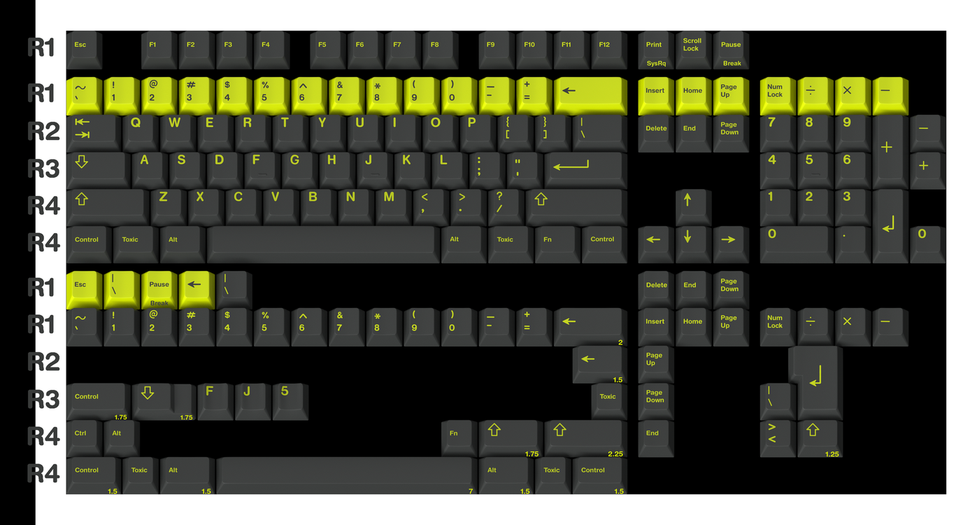 R1 Esc F1 F2 F3 F4 F5 F6 F7 F8 F9 F10 F11 F12 Print SysRq Scroll Lock Pause Break
R1 ~ ` ! 1 @ 2 # 3 $ 4 % 5 ^ 6 & 7 * 8 ( 9 ) 0 – - + = ← Insert Home Page Up Num Lock ÷ × −
R2 Q W E R T Y U I O P { [ } ] | \ Delete End Page Down 7 8 9 + −
R3 A S D F G H J K L : ; " ' 4 5 6 +
R4 Z X C V B N M < , > . ? / ↑ 1 2 3
R4 Control Toxic Alt Alt Toxic Fn Control ← ↓ → 0 . 0
R1 Esc | \ Pause Break ← | \ Delete End Page Down
R1 ~ ` ! 1 @ 2 # 3 $ 4 % 5 ^ 6 & 7 * 8 ( 9 ) 0 – - + = ← 2 Insert Home Page Up Num Lock ÷ × −
R2 ← 1.5 Page Up
R3 Control 1.75 1.75 F J 5 Toxic Page Down | \
R4 Ctrl Alt Fn 1.75 2.25 End > < 1.25
R4 Control 1.5 Toxic Alt 1.5 7 Alt 1.5 Toxic Control 1.5